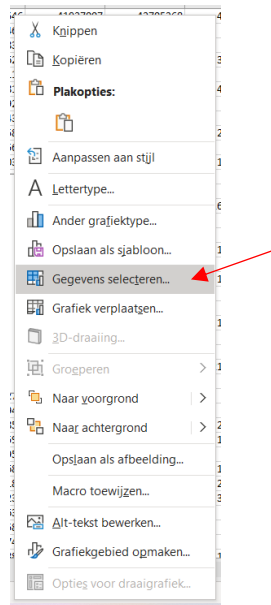 Knippen
Kopiëren
Plakopties:
Aanpassen aan stijl
Lettertype...
Ander grafiektype...
Opslaan als sjabloon...
Gegevens selecteren...
Grafiek verplaatsen...
3-D-draaiing...
Groeperen
Naar voorgrond
Naar achtergrond
Opslaan als afbeelding...
Macro toewijzen...
Alt-tekst bewerken...
Grafiekgebied opmaken...
Opties voor draaigrafiek...